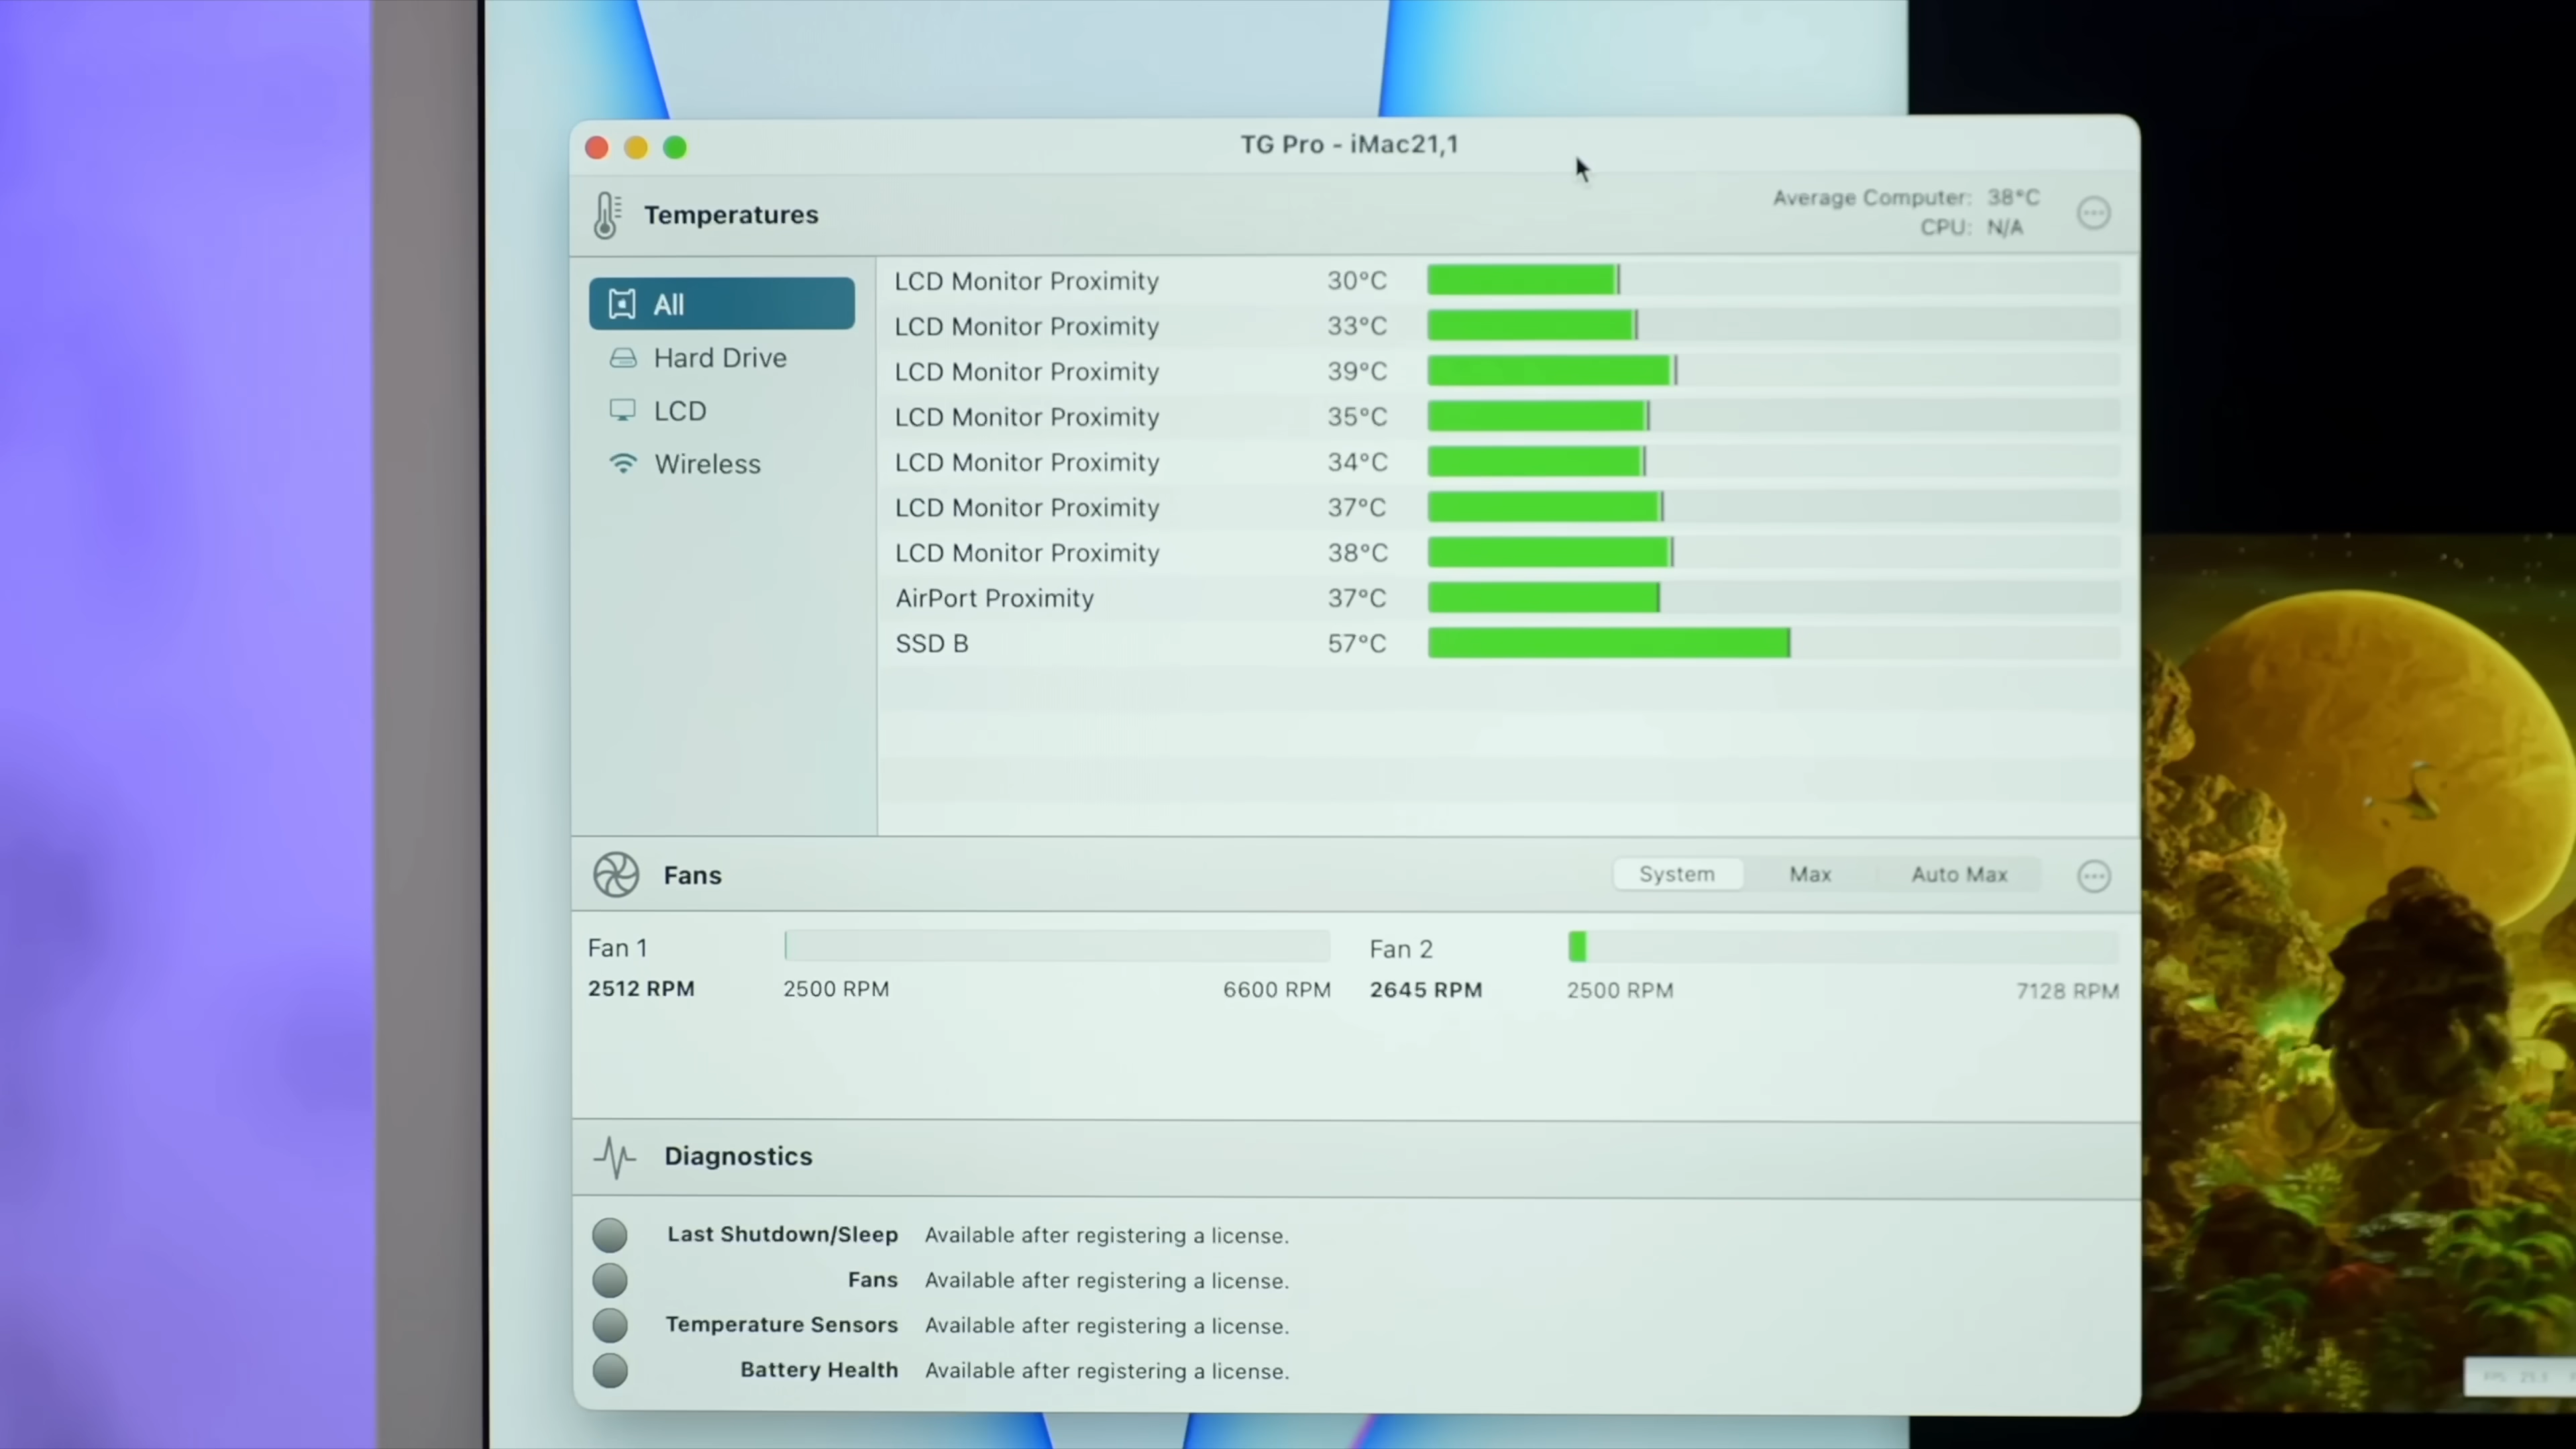 TG Pro - iMac21,1
Temperatures
Average Computer: 38°C
CPU: N/A
All
Hard Drive
LCD
Wireless
LCD Monitor Proximity 30°C
LCD Monitor Proximity 33°C
LCD Monitor Proximity 39°C
LCD Monitor Proximity 35°C
LCD Monitor Proximity 34°C
LCD Monitor Proximity 37°C
LCD Monitor Proximity 38°C
AirPort Proximity 37°C
SSD B 57°C
Fans
System Max Auto Max
Fan 1
2512 RPM 2500 RPM 6600 RPM
Fan 2
2645 RPM 2500 RPM 7128 RPM
Diagnostics
Last Shutdown/Sleep Available after registering a license.
Fans Available after registering a license.
Temperature Sensors Available after registering a license.
Battery Health Available after registering a license.